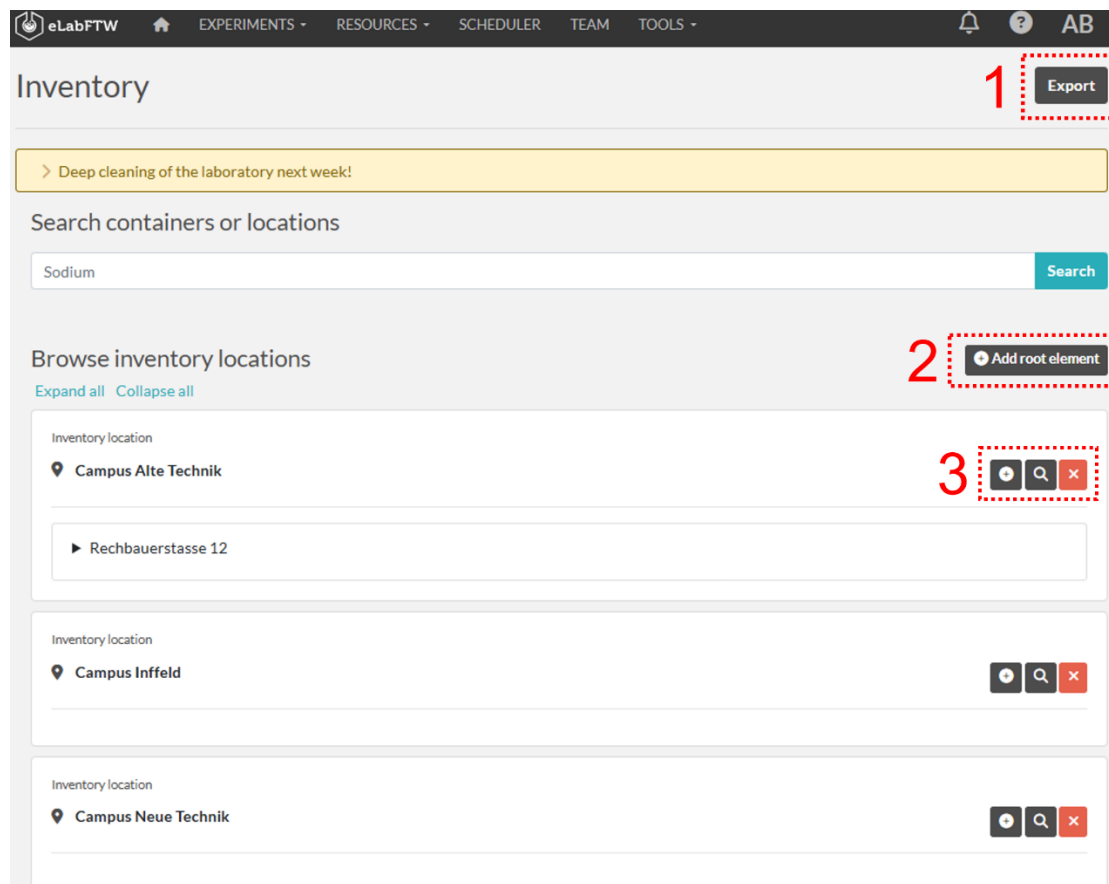 eLabFTW EXPERIMENTS RESOURCES SCHEDULER TEAM TOOLS ? AB
Inventory
1 Export
Deep cleaning of the laboratory next week!
Search containers or locations
Sodium Search
Browse inventory locations
2 Add root element
Expand all Collapse all
Inventory location
Campus Alte Technik
3
Rechbauerstasse 12
Inventory location
Campus Inffeld
Inventory location
Campus Neue Technik